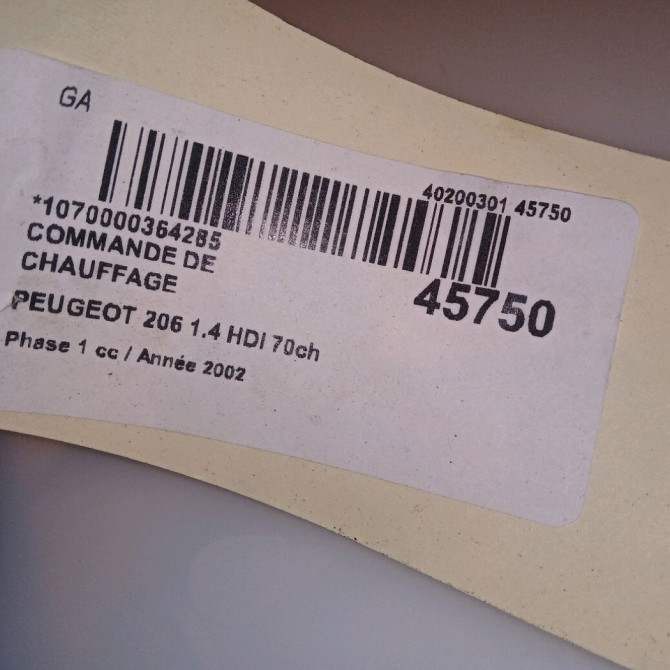 GA
40200301 45750
*1070000364285
COMMANDE DE
CHAUFFAGE
45750
PEUGEOT 206 1.4 HDI 70ch
Phase 1 cc / Année 2002